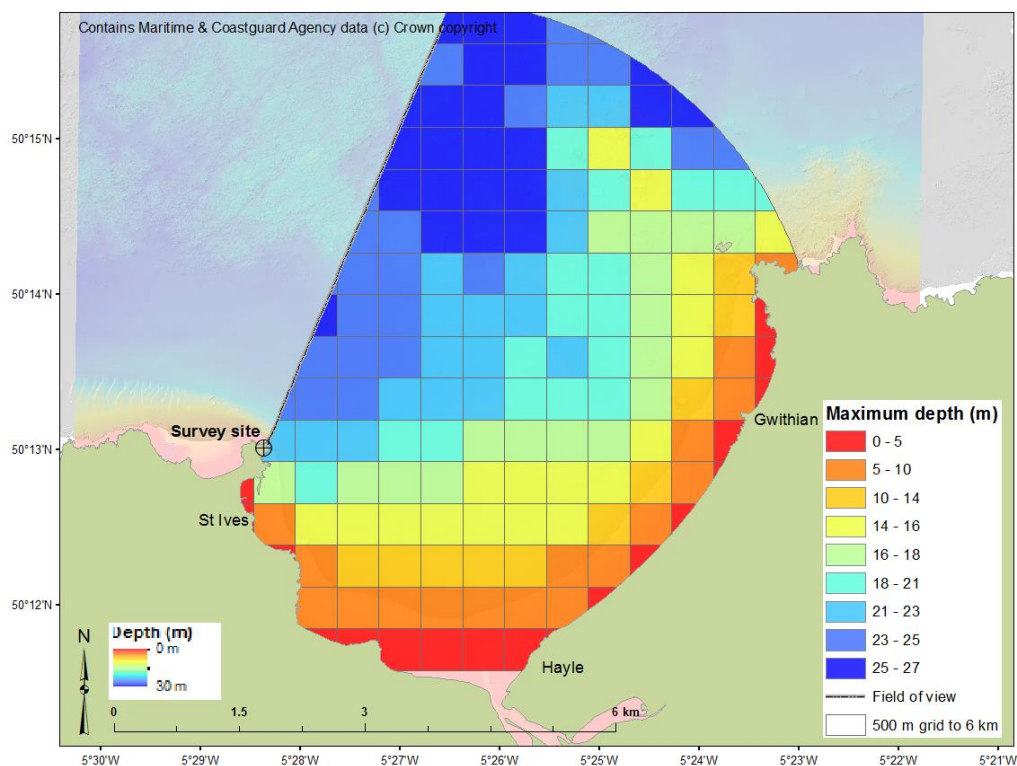 Contains Maritime & Coastguard Agency data (c) Crown copyright
50°15'N
50°14'N
50°13'N
50°12'N
Survey site
Gwithian
St Ives
Hayle
Maximum depth (m)
0 - 5
5 - 10
10 - 14
14 - 16
16 - 18
18 - 21
21 - 23
23 - 25
25 - 27
Field of view
500 m grid to 6 km
N
Depth (m)
0 m
30 m
0 1.5 3 6 km
5°30'W 5°29'W 5°28'W 5°27'W 5°26'W 5°25'W 5°24'W 5°23'W 5°22'W 5°21'W